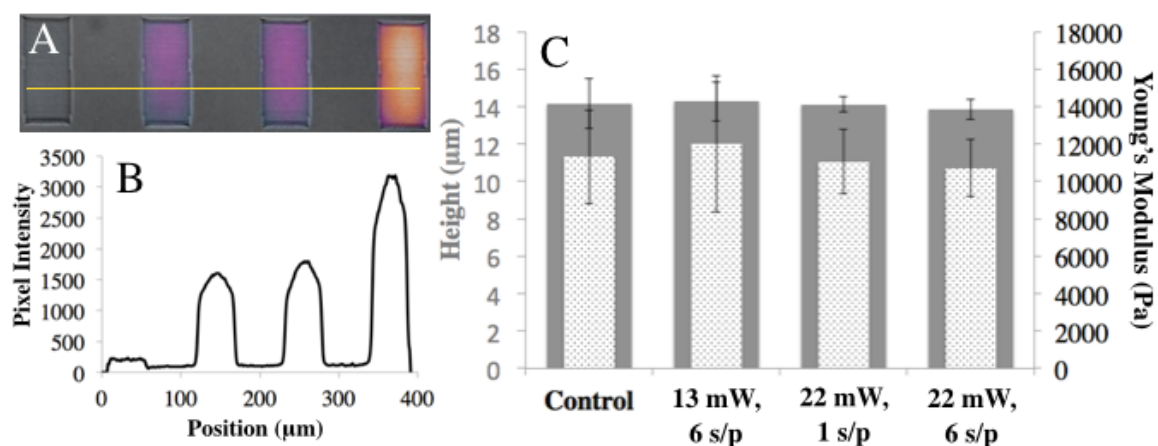 A
B
3500
3000
2500
2000
1500
1000
500
0
Pixel Intensity
0 100 200 300 400
Position (µm)
C
18
16
14
12
10
8
6
4
2
0
Height (µm)
18000
16000
14000
12000
10000
8000
6000
4000
2000
0
Young's Modulus (Pa)
Control
13 mW,
6 s/p
22 mW,
1 s/p
22 mW,
6 s/p